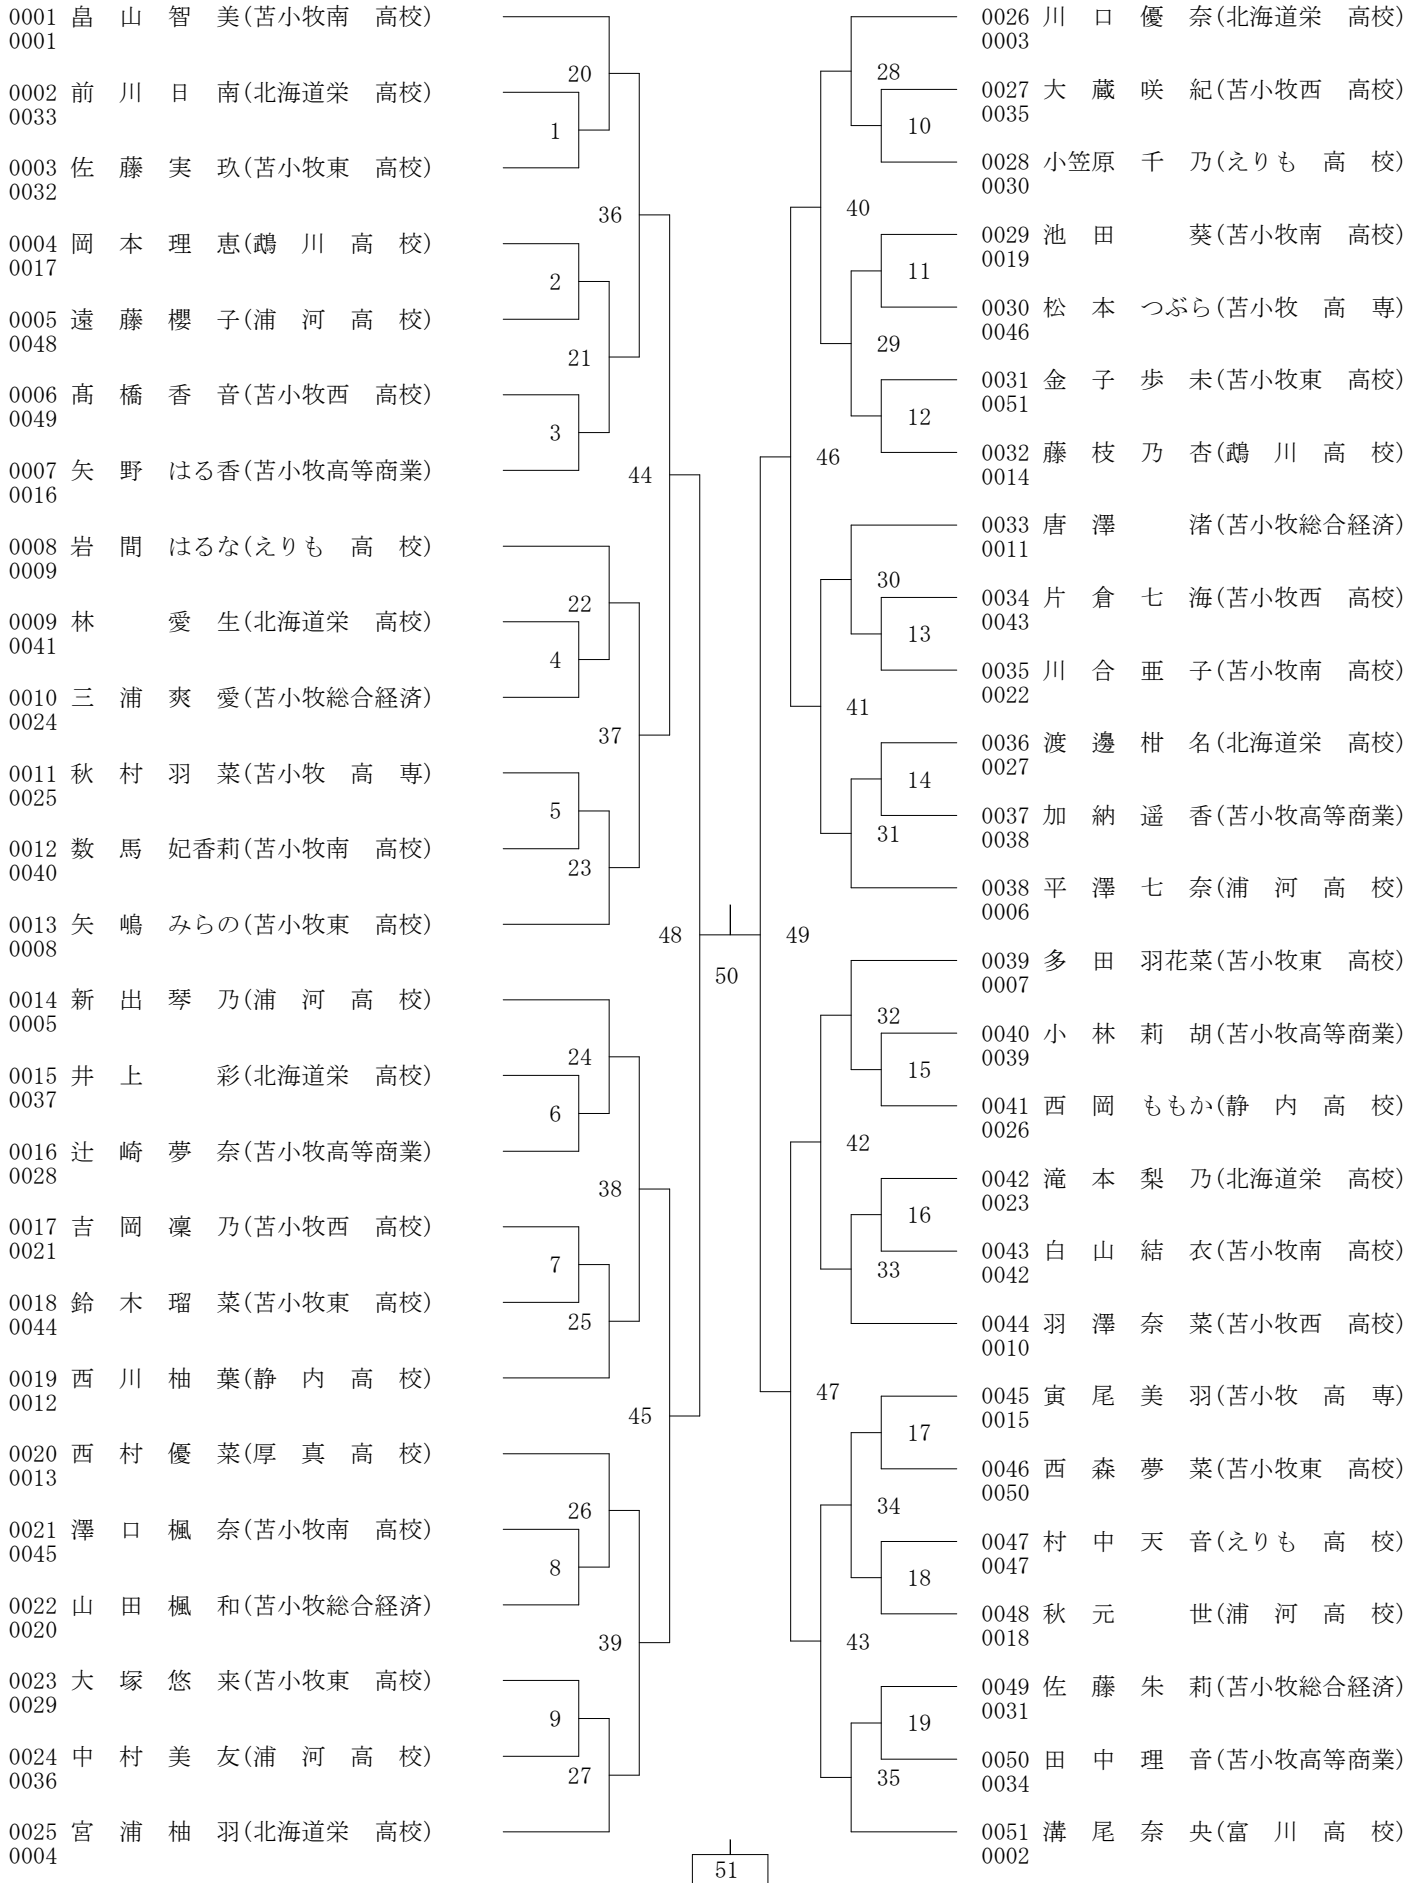 0001 畠　山　智　美(苫小牧南　高校)
0001
20
0002 前　川　日　南(北海道栄　高校)
0033
1
0003 佐　藤　実　玖(苫小牧東　高校)
0032
36
0004 岡　本　理　恵(鵡　川　高　校)
0017
2
0005 遠　藤　櫻　子(浦　河　高　校)
0048
21
0006 髙　橋　香　音(苫小牧西　高校)
0049
3
0007 矢　野　はる香(苫小牧高等商業)
0016
44
0008 岩　間　はるな(えりも　高　校)
0009
22
0009 林　　　愛　生(北海道栄　高校)
0041
4
0010 三　浦　爽　愛(苫小牧総合経済)
0024
37
0011 秋　村　羽　菜(苫小牧　高　専)
0025
5
0012 数　馬　妃香莉(苫小牧南　高校)
0040
23
0013 矢　嶋　みらの(苫小牧東　高校)
0008
48
0014 新　出　琴　乃(浦　河　高　校)
0005
24
0015 井　上　　　彩(北海道栄　高校)
0037
6
0016 辻　崎　夢　奈(苫小牧高等商業)
0028
38
0017 吉　岡　凜　乃(苫小牧西　高校)
0021
7
0018 鈴　木　瑠　菜(苫小牧東　高校)
0044
25
0019 西　川　柚　葉(静　内　高　校)
0012
45
0020 西　村　優　菜(厚　真　高　校)
0013
26
0021 澤　口　楓　奈(苫小牧南　高校)
0045
8
0022 山　田　楓　和(苫小牧総合経済)
0020
39
0023 大　塚　悠　来(苫小牧東　高校)
0029
9
0024 中　村　美　友(浦　河　高　校)
0036
27
0025 宮　浦　柚　羽(北海道栄　高校)
0004
50
51
0026 川　口　優　奈(北海道栄　高校)
0003
28
0027 大　蔵　咲　紀(苫小牧西　高校)
0035
10
0028 小笠原　千　乃(えりも　高　校)
0030
40
0029 池　田　　　葵(苫小牧南　高校)
0019
11
0030 松　本　つぶら(苫小牧　高　専)
0046
29
0031 金　子　歩　未(苫小牧東　高校)
0051
12
0032 藤　枝　乃　杏(鵡　川　高　校)
0014
46
0033 唐　澤　　　渚(苫小牧総合経済)
0011
30
0034 片　倉　七　海(苫小牧西　高校)
0043
13
0035 川　合　亜　子(苫小牧南　高校)
0022
41
0036 渡　邊　柑　名(北海道栄　高校)
0027
14
0037 加　納　遥　香(苫小牧高等商業)
0038
31
0038 平　澤　七　奈(浦　河　高　校)
0006
49
0039 多　田　羽花菜(苫小牧東　高校)
0007
32
0040 小　林　莉　胡(苫小牧高等商業)
0039
15
0041 西　岡　ももか(静　内　高　校)
0026
42
0042 滝　本　梨　乃(北海道栄　高校)
0023
16
0043 白　山　結　衣(苫小牧南　高校)
0042
33
0044 羽　澤　奈　菜(苫小牧西　高校)
0010
47
0045 寅　尾　美　羽(苫小牧　高　専)
0015
17
0046 西　森　夢　菜(苫小牧東　高校)
0050
34
0047 村　中　天　音(えりも　高　校)
0047
18
0048 秋　元　　　世(浦　河　高　校)
0018
43
0049 佐　藤　朱　莉(苫小牧総合経済)
0031
19
0050 田　中　理　音(苫小牧高等商業)
0034
35
0051 溝　尾　奈　央(富　川　高　校)
0002